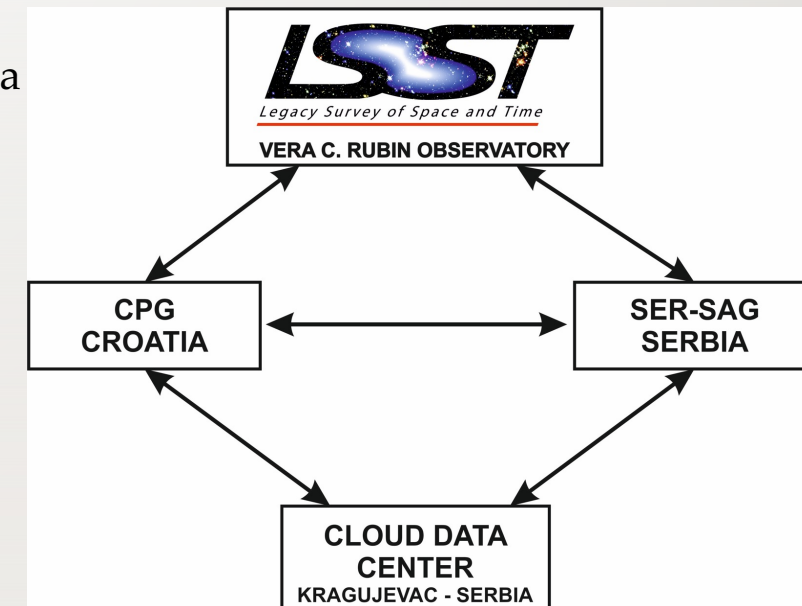 a
LSST
Legacy Survey of Space and Time
VERA C. RUBIN OBSERVATORY
CPG
CROATIA
SER-SAG
SERBIA
CLOUD DATA
CENTER
KRAGUJEVAC - SERBIA